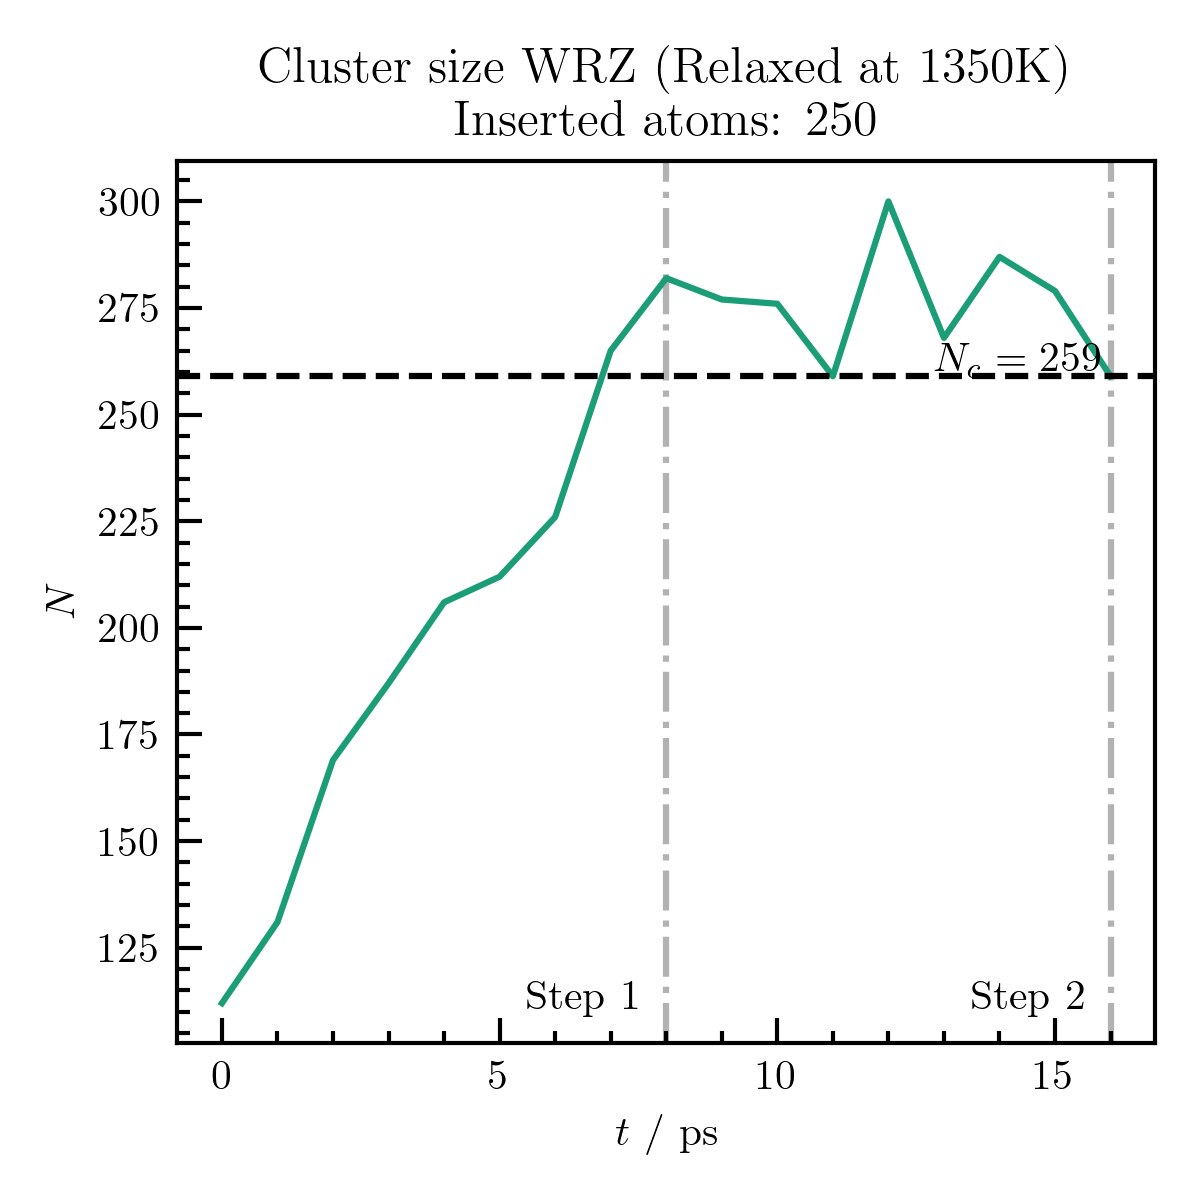 Cluster size WRZ (Relaxed at 1350K)
Inserted atoms: 250
300
275
250
225
200
175
150
125
N
N_c = 259
Step 1
Step 2
0
5
10
15
t / ps